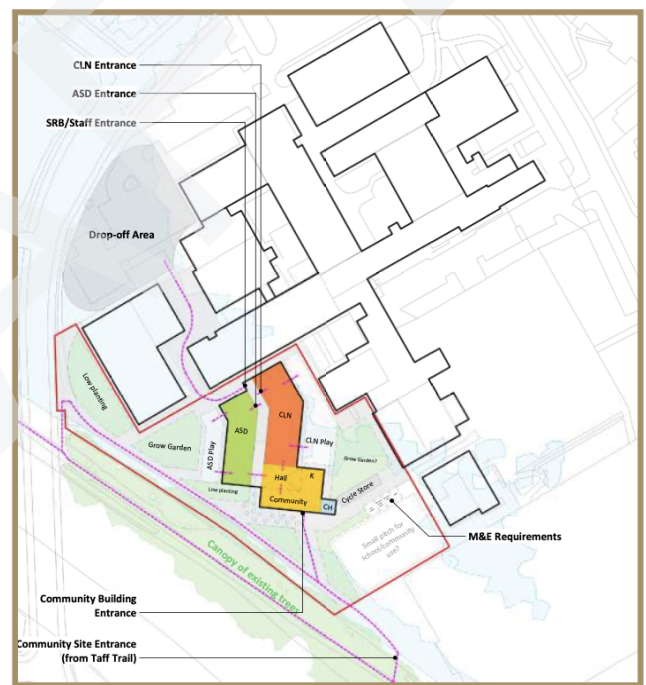 CLN Entrance
ASD Entrance
SRB/Staff Entrance
Drop-off Area
Low planting
CLN
ASD
Grow Garden
ASD Play
CLN Play
Grow Garden?
Hall
K
Low planting
Community
CH
Cycle Store
M&E Requirements
Small pitch for
school/community
use?
Canopy of existing trees
Community Building
Entrance
Community Site Entrance
(from Taff Trail)